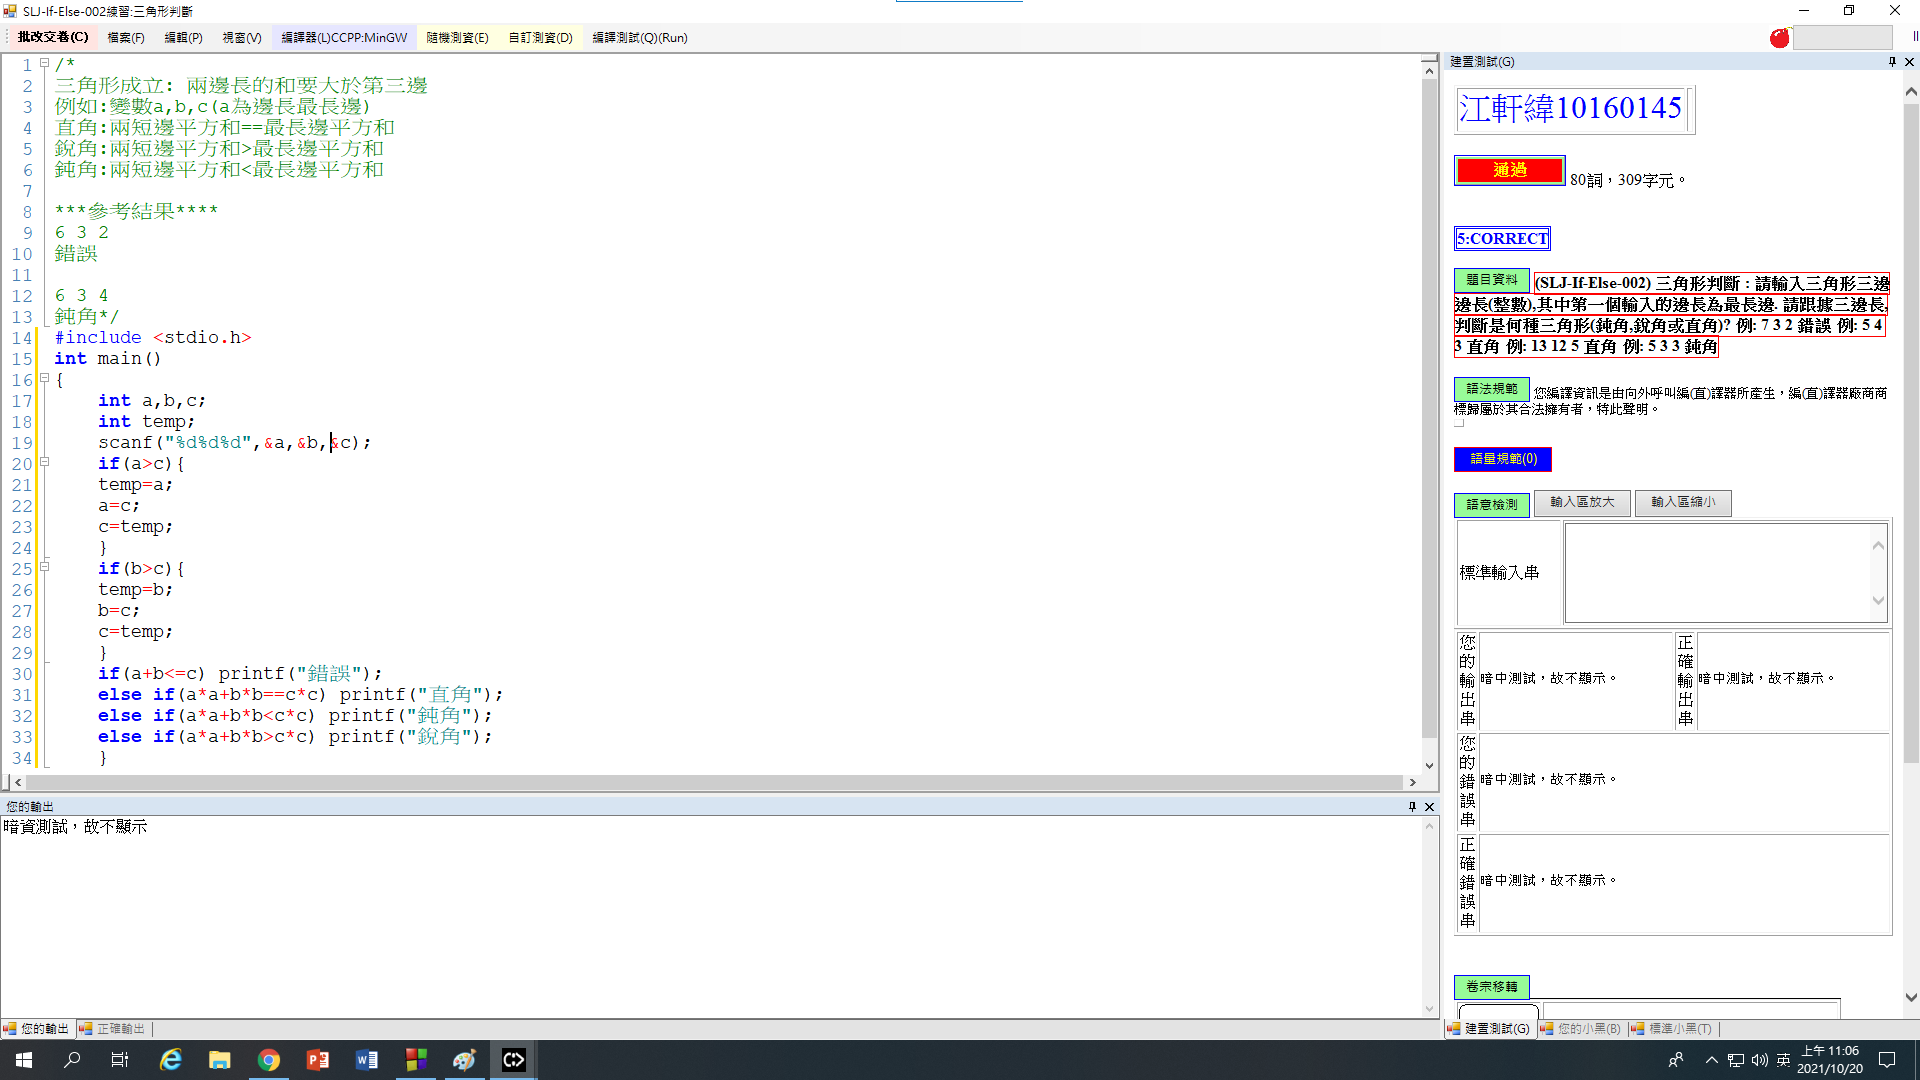 SLJ-If-Else-002練習:三角形判斷
批改交卷(C) 檔案(F) 編輯(P) 視窗(V) 編譯器(L)CCPP:MinGW 隨機測資(E) 自訂測資(D) 編譯測試(Q)(Run)
1 /*
2 三角形成立: 兩邊長的和要大於第三邊
3 例如:變數a,b,c(a為邊長最長邊)
4 直角:兩短邊平方和==最長邊平方和
5 銳角:兩短邊平方和>最長邊平方和
6 鈍角:兩短邊平方和<最長邊平方和
7
8 ***參考結果****
9 6 3 2
10 錯誤
11
12 6 3 4
13 鈍角*/
14 #include <stdio.h>
15 int main()
16 {
17 int a,b,c;
18 int temp;
19 scanf("%d%d%d",&a,&b,&c);
20 if(a>c){
21 temp=a;
22 a=c;
23 c=temp;
24 }
25 if(b>c){
26 temp=b;
27 b=c;
28 c=temp;
29 }
30 if(a+b<=c) printf("錯誤");
31 else if(a*a+b*b==c*c) printf("直角");
32 else if(a*a+b*b<c*c) printf("鈍角");
33 else if(a*a+b*b>c*c) printf("銳角");
34 }
您的輸出
暗資測試，故不顯示
您的輸出 正確輸出
建置測試(G)
江軒緯10160145
通過 80詞，309字元。
5:CORRECT
題目資料 (SLJ-If-Else-002) 三角形判斷 : 請輸入三角形三邊
邊長(整數),其中第一個輸入的邊長為最長邊. 請跟據三邊長,
判斷是何種三角形(鈍角,銳角或直角)? 例: 7 3 2 錯誤 例: 5 4
3 直角 例: 13 12 5 直角 例: 5 3 3 鈍角
語法規範 您編譯資訊是由向外呼叫編(直)譯器所產生，編(直)譯器廠商商
標歸屬於其合法擁有者，特此聲明。
語量規範(0)
語意檢測 輸入區放大 輸入區縮小
標準輸入串
您的輸出串 暗中測試，故不顯示。 正確輸出串 暗中測試，故不顯示。
您的錯誤串 暗中測試，故不顯示。
正確錯誤串 暗中測試，故不顯示。
卷宗移轉
建置測試(G) 您的小黑(B) 標準小黑(T)
英 上午 11:06
2021/10/20